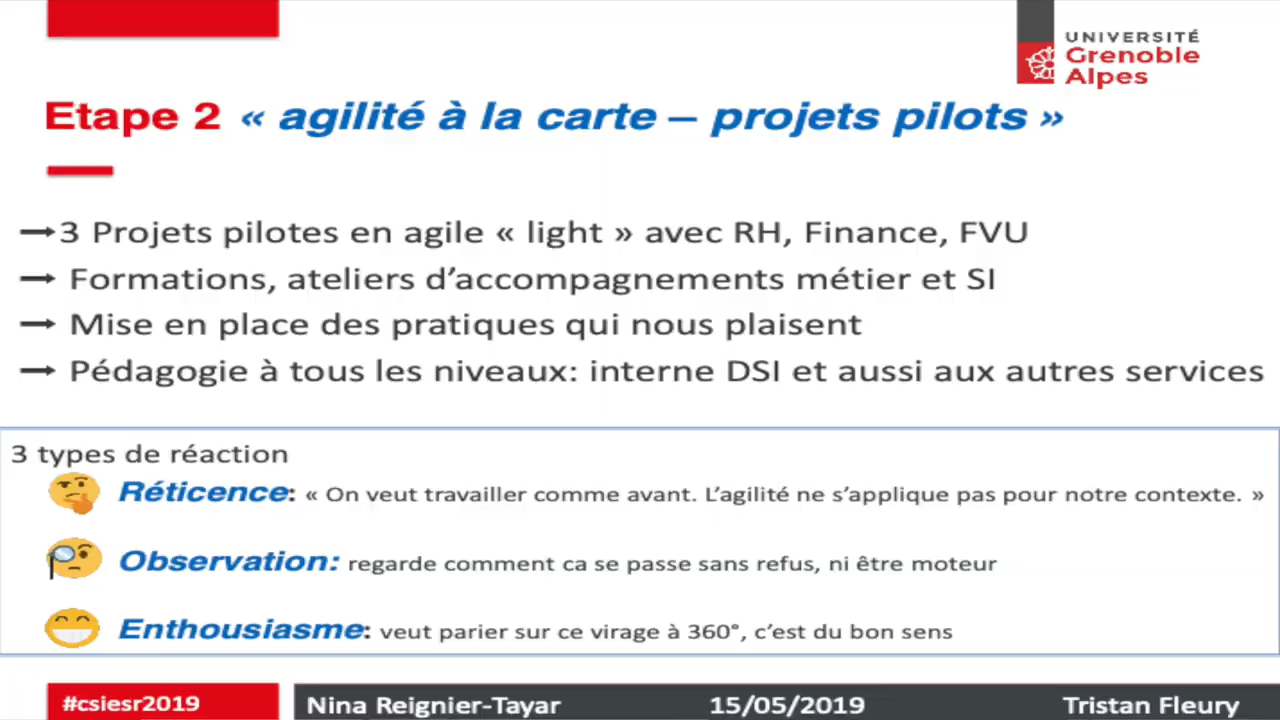 UNIVERSITÉ
Grenoble
Alpes
Etape 2 « agilité à la carte – projets pilots »
→3 Projets pilotes en agile « light » avec RH, Finance, FVU
→ Formations, ateliers d’accompagnements métier et SI
→ Mise en place des pratiques qui nous plaisent
→ Pédagogie à tous les niveaux: interne DSI et aussi aux autres services
3 types de réaction
Réticence: « On veut travailler comme avant. L’agilité ne s’applique pas pour notre contexte. »
Observation: regarde comment ca se passe sans refus, ni être moteur
Enthousiasme: veut parier sur ce virage à 360°, c’est du bon sens
#csiesr2019 Nina Reignier-Tayar 15/05/2019 Tristan Fleury